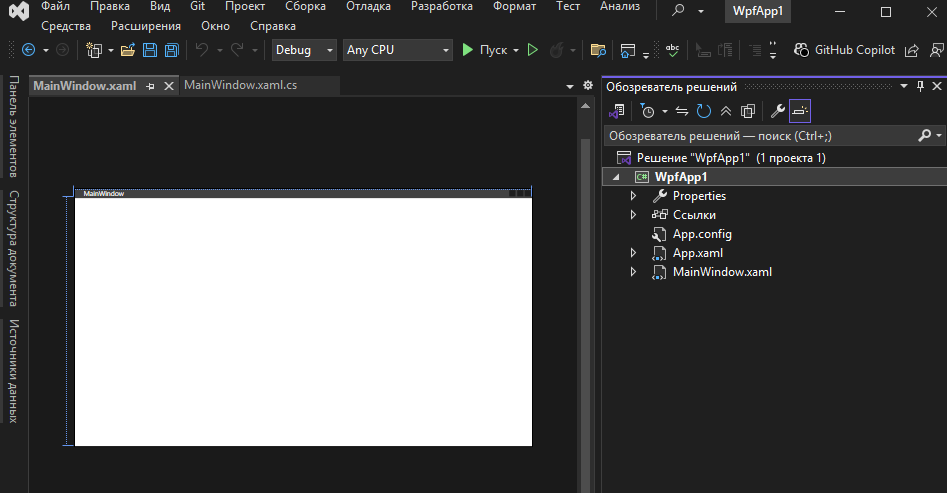 Файл Правка Вид Git Проект Сборка Отладка Разработка Формат Тест Анализ
Средства Расширения Окно Справка
WpfApp1
Debug Any CPU Пуск abc GitHub Copilot
MainWindow.xaml MainWindow.xaml.cs
Панель элементов
Структура документа
Источники данных
MainWindow
Обозреватель решений
Обозреватель решений — поиск (Ctrl+;)
Решение "WpfApp1" (1 проекта 1)
C# WpfApp1
Properties
Ссылки
App.config
App.xaml
MainWindow.xaml